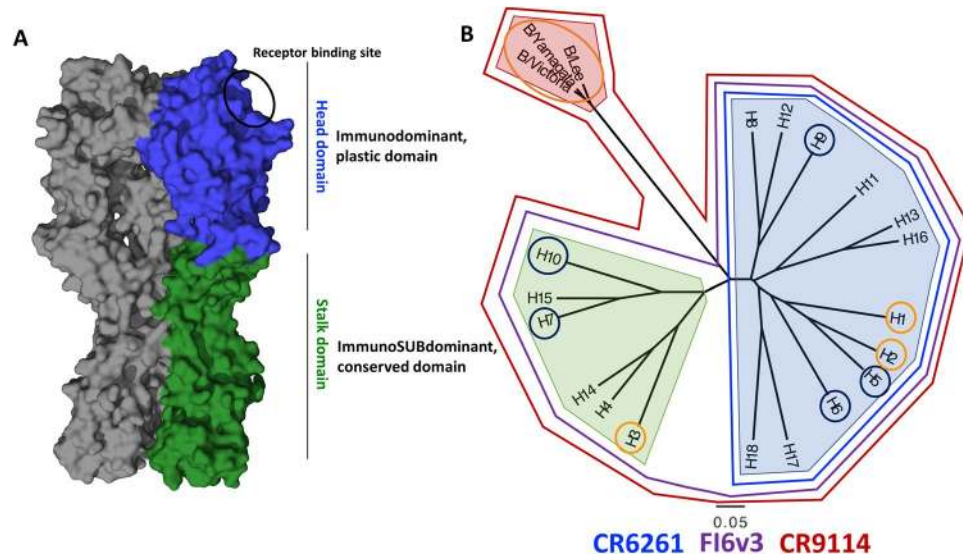 A
Receptor binding site
Head domain
Immunodominant,
plastic domain
Stalk domain
ImmunoSUBdominant,
conserved domain
B
B/Yamagata
B/Lee
B/Victoria
H8
H12
H9
H11
H13
H16
H10
H15
H7
H1
H2
H5
H6
H14
H4
H3
H18
H17
0.05
CR6261 FI6v3 CR9114